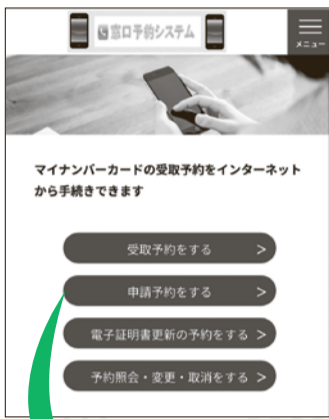 窓口予約システム
メニュー
マイナンバーカードの受取予約をインターネット
から手続きできます
受取予約をする >
申請予約をする >
電子証明書更新の予約をする >
予約照会・変更・取消をする >